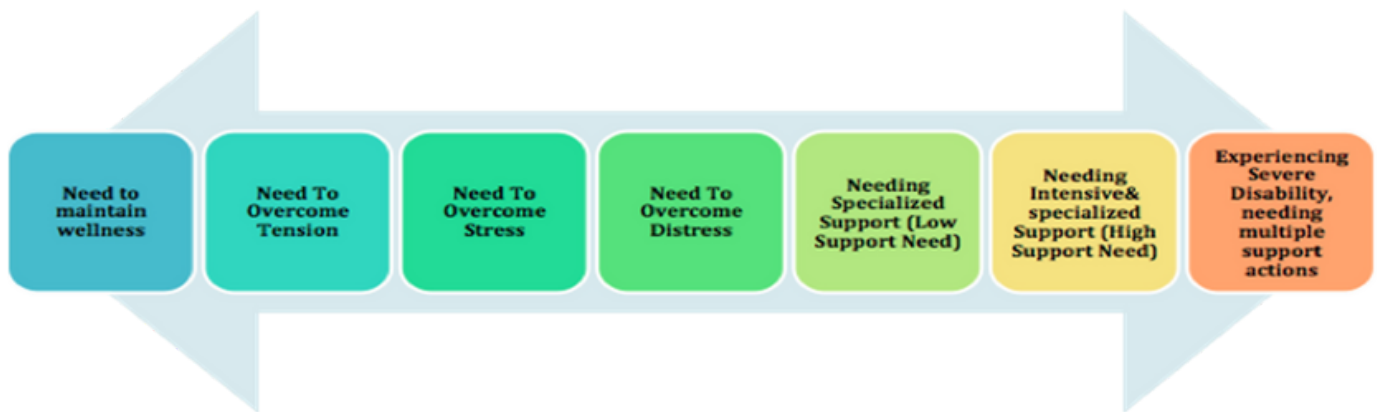 Need to
maintain
wellness
Need To
Overcome
Tension
Need To
Overcome
Stress
Need To
Overcome
Distress
Needing
Specialized
Support (Low
Support Need)
Needing
Intensive&
specialized
Support (High
Support Need)
Experiencing
Severe
Disability,
needing
multiple
support
actions